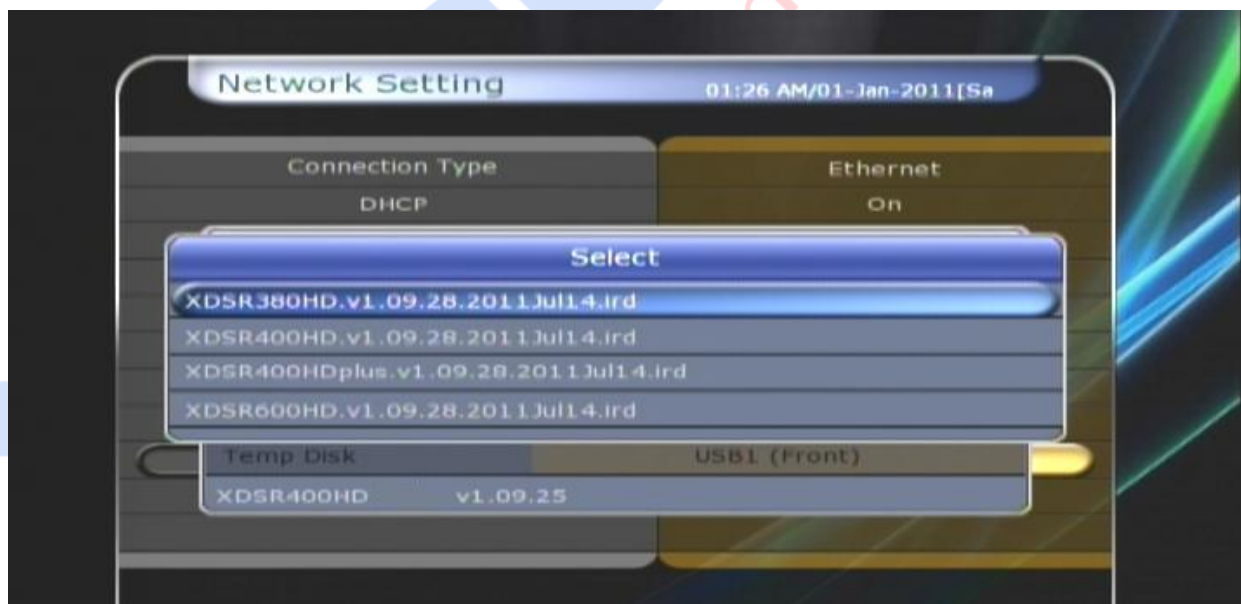 Network Setting 01:26 AM/01-Jan-2011[Sa
Connection Type Ethernet
DHCP On
Select
XDSR380HD.v1.09.28.2011Jul14.ird
XDSR400HD.v1.09.28.2011Jul14.ird
XDSR400HDplus.v1.09.28.2011Jul14.ird
XDSR600HD.v1.09.28.2011Jul14.ird
Temp Disk USB1 (Front)
XDSR400HD v1.09.25